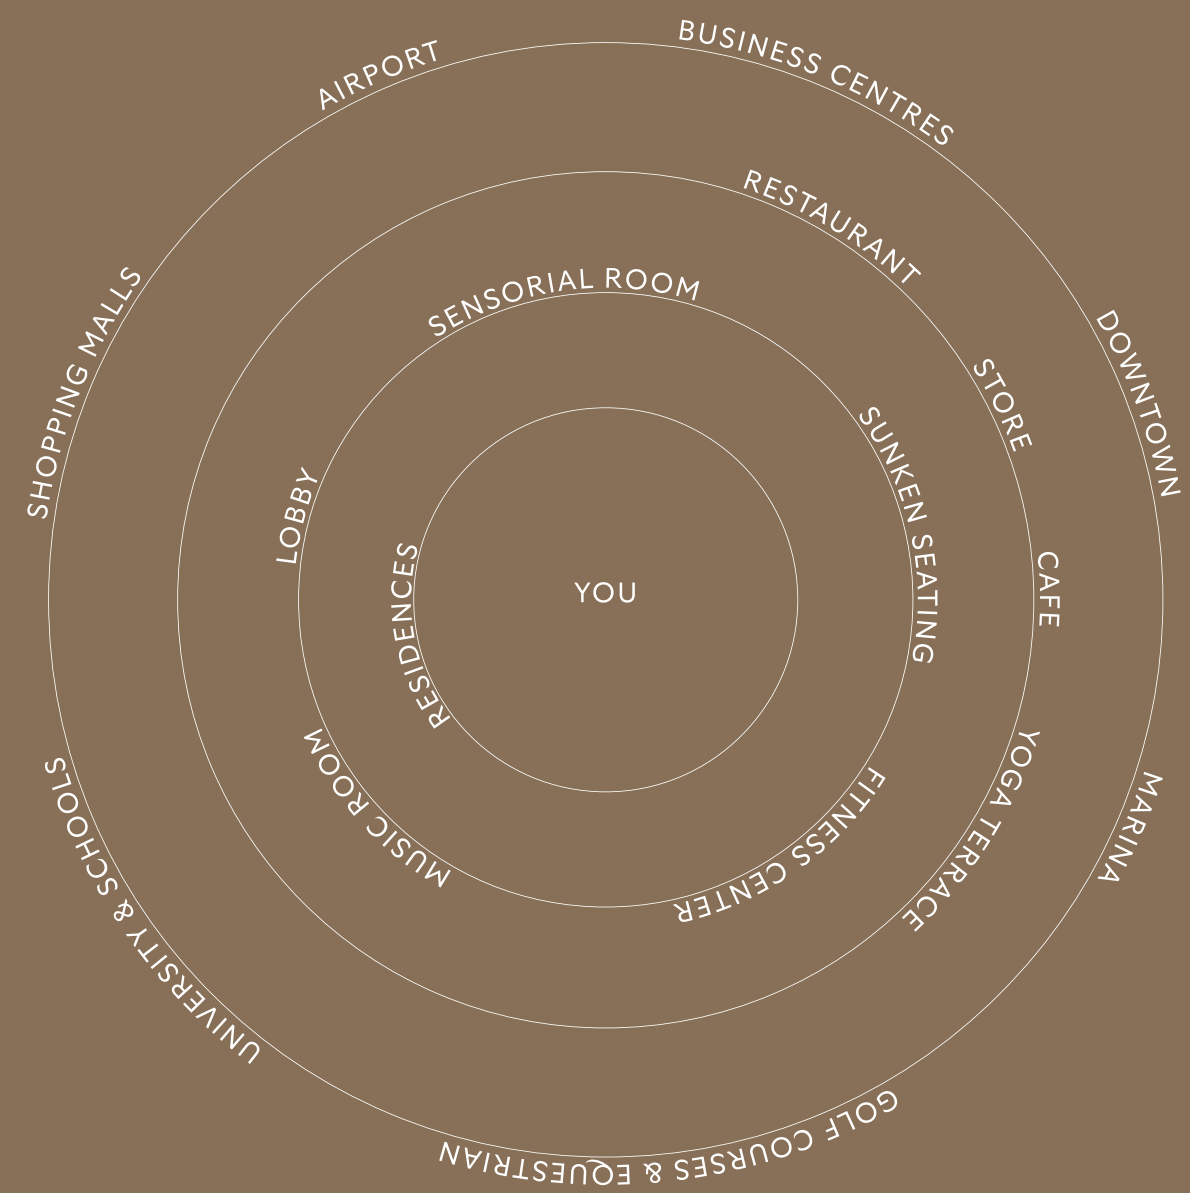 AIRPORT
BUSINESS CENTRES
DOWNTOWN
MARINA
GOLF COURSES & EQUESTRIAN
UNIVERSITY & SCHOOLS
SHOPPING MALLS
RESTAURANT
STORE
CAFE
YOGA TERRACE
SENSORIAL ROOM
SUNKEN SEATING
FITNESS CENTER
MUSIC ROOM
LOBBY
RESIDENCES
YOU